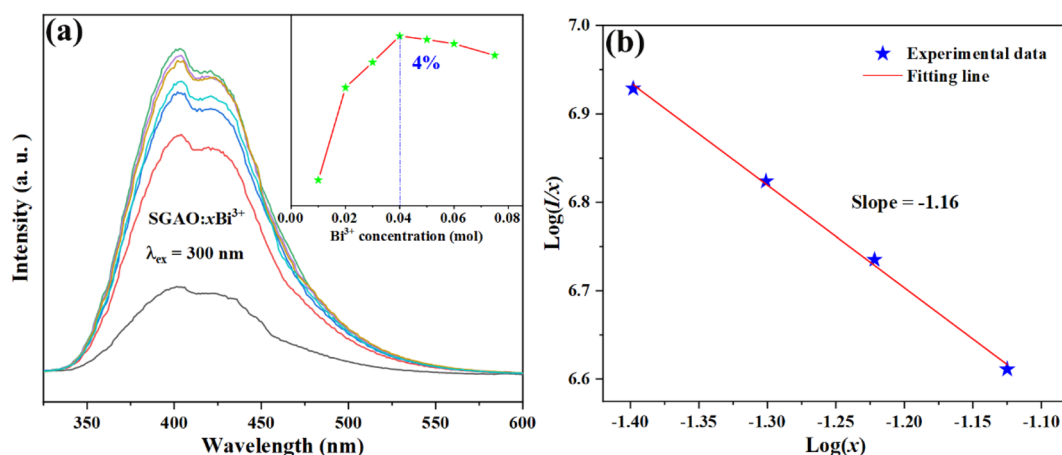 (a)
4%
0.00 0.02 0.04 0.06 0.08
Bi³⁺ concentration (mol)
SGAO:xBi³⁺
λex = 300 nm
Intensity (a. u. )
350 400 450 500 550 600
Wavelength (nm)
(b)
Experimental data
Fitting line
Slope = -1.16
Log(I/x)
7.0
6.9
6.8
6.7
6.6
-1.40 -1.35 -1.30 -1.25 -1.20 -1.15 -1.10
Log(x)